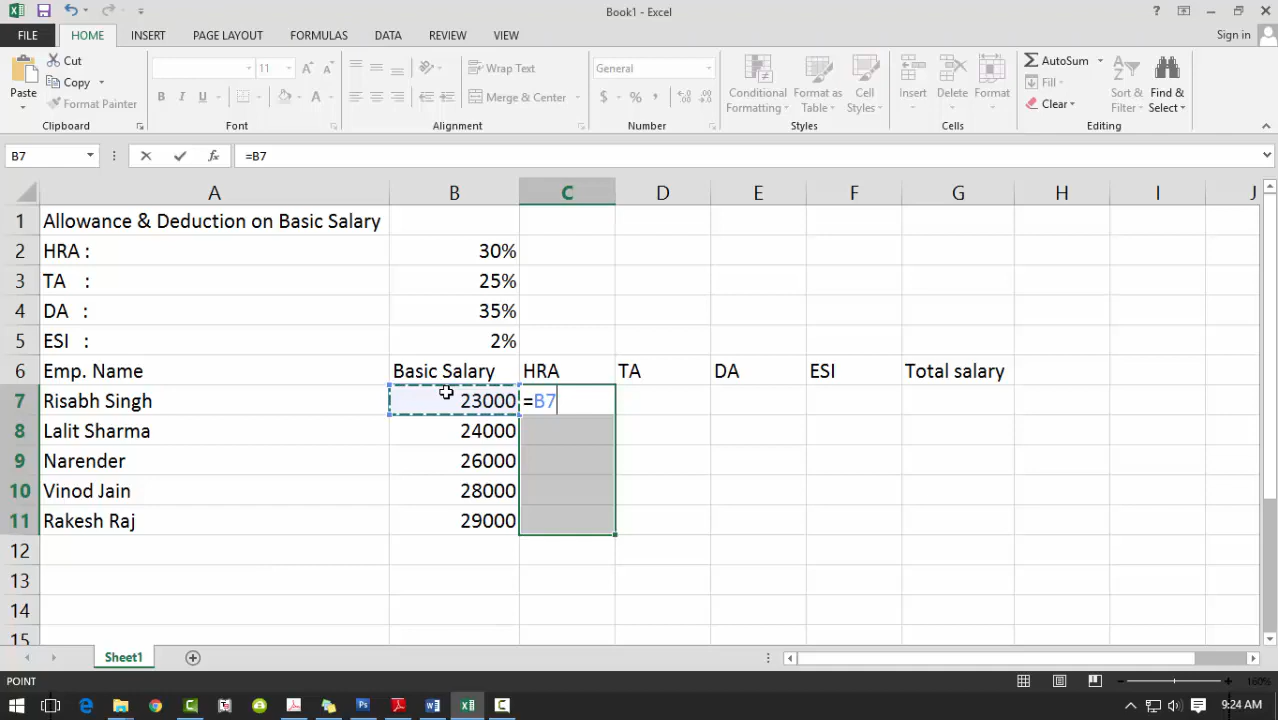 Book1 - Excel
? 
FILE HOME INSERT PAGE LAYOUT FORMULAS DATA REVIEW VIEW Sign in
Cut
Copy
Format Painter
Paste
Clipboard
11 A A
B I U A
Font
Wrap Text
Merge & Center
Alignment
General
$ % ,
Number
Conditional Formatting
Format as Table
Cell Styles
Styles
Insert
Delete
Format
Cells
AutoSum
Fill
Clear
Sort & Filter
Find & Select
Editing
B7 fx =B7
A B C D E F G H I J
1 Allowance & Deduction on Basic Salary
2 HRA : 30%
3 TA : 25%
4 DA : 35%
5 ESI : 2%
6 Emp. Name Basic Salary HRA TA DA ESI Total salary
7 Risabh Singh 23000 =B7
8 Lalit Sharma 24000
9 Narender 26000
10 Vinod Jain 28000
11 Rakesh Raj 29000
12
13
14
15
Sheet1
POINT 160%
9:24 AM